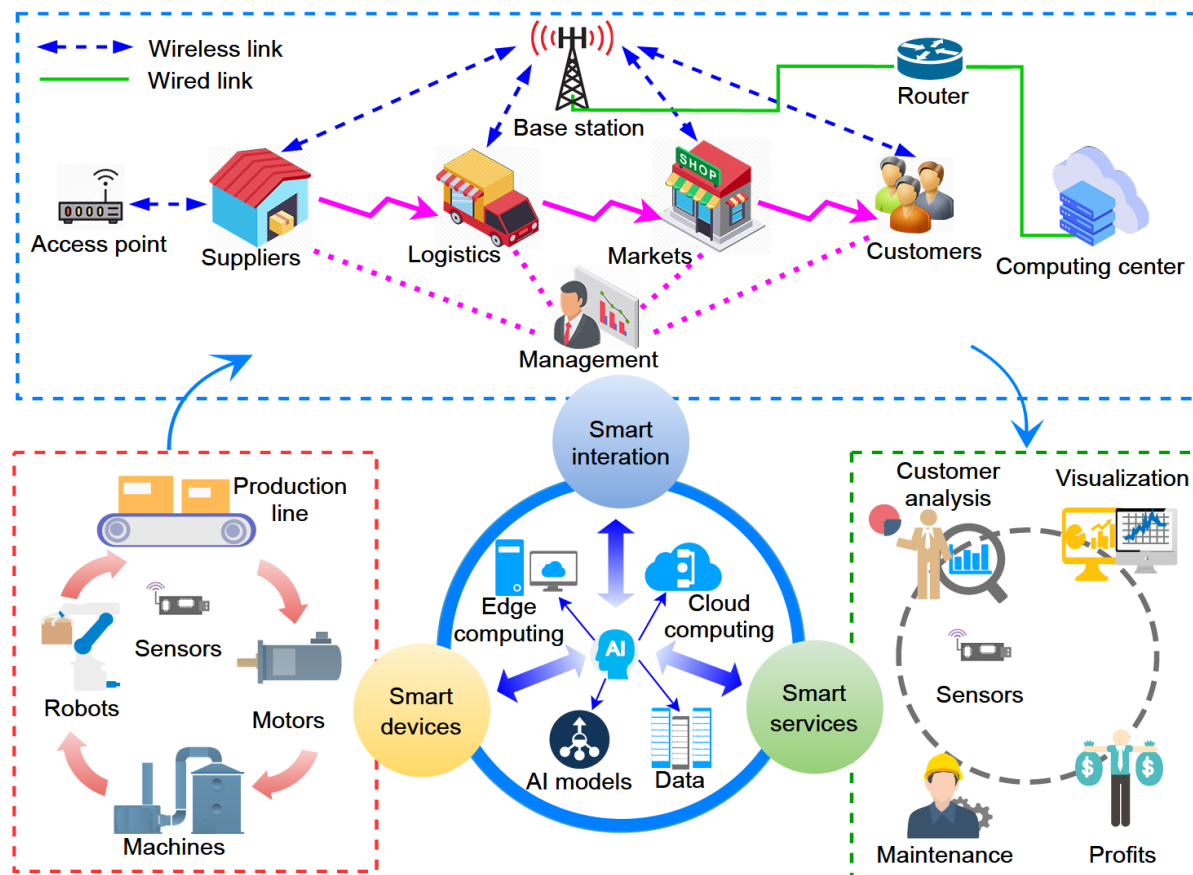 Wireless link
Wired link
Base station
Router
SHOP
Access point
Suppliers
Logistics
Markets
Customers
Computing center
Management
Smart
interation
Production
line
Sensors
Robots
Motors
Machines
Edge
computing
Cloud
computing
AI
Smart
devices
Smart
services
AI models
Data
Customer
analysis
Visualization
Sensors
$
$
Maintenance
Profits